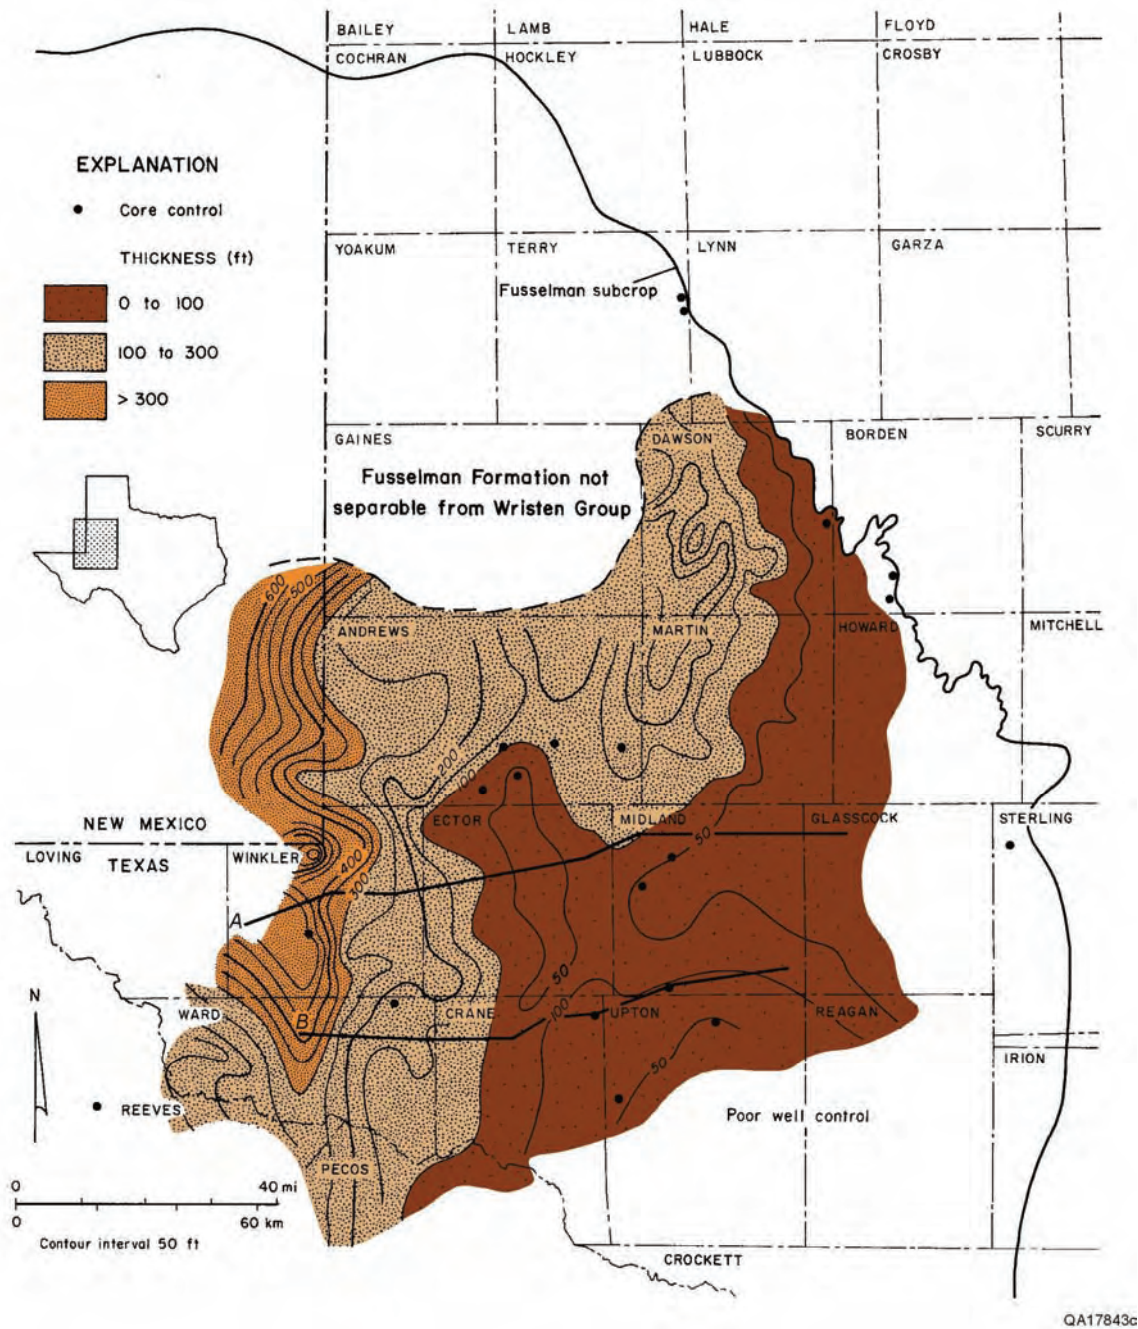 BAILEY
LAMB
HALE
FLOYD
COCHRAN
HOCKLEY
LUBBOCK
CROSBY
EXPLANATION
Core control
THICKNESS (ft)
0 to 100
100 to 300
> 300
YOAKUM
TERRY
LYNN
GARZA
Fusselman subcrop
GAINES
DAWSON
BORDEN
SCURRY
Fusselman Formation not
separable from Wristen Group
600
500
ANDREWS
MARTIN
HOWARD
MITCHELL
200
100
NEW MEXICO
TEXAS
LOVING
WINKLER
ECTOR
MIDLAND
GLASSCOCK
STERLING
50
400
300
A
50
100
N
WARD
B
CRANE
UPTON
REAGAN
IRION
50
REEVES
Poor well control
PECOS
0
40 mi
0
60 km
Contour interval 50 ft
CROCKETT
QA17843c